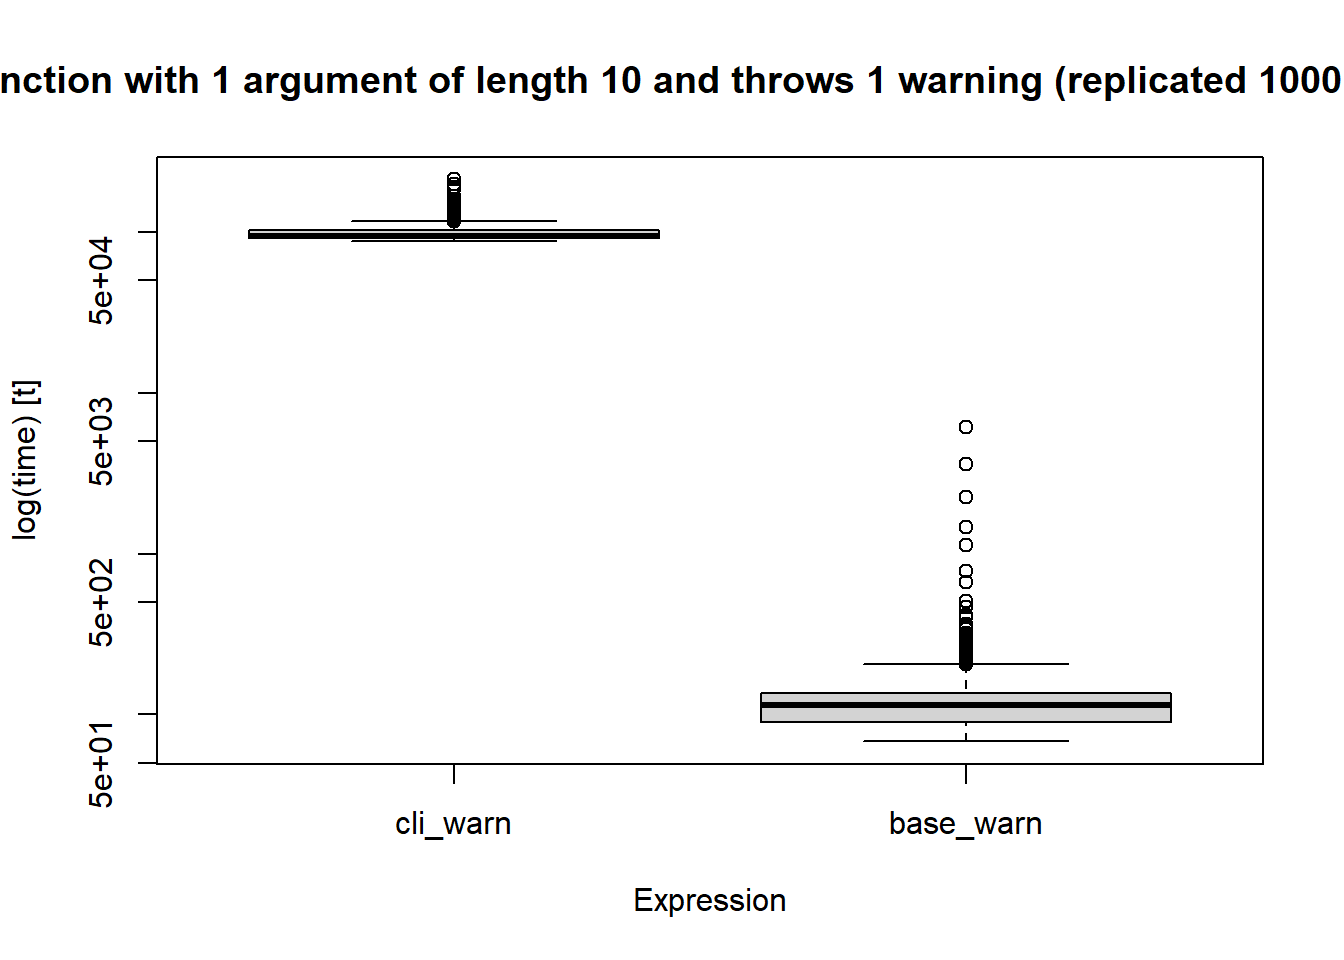 nction with 1 argument of length 10 and throws 1 warning (replicated 1000
log(time) [t]
5e+04
5e+03
5e+02
5e+01
cli_warn
base_warn
Expression